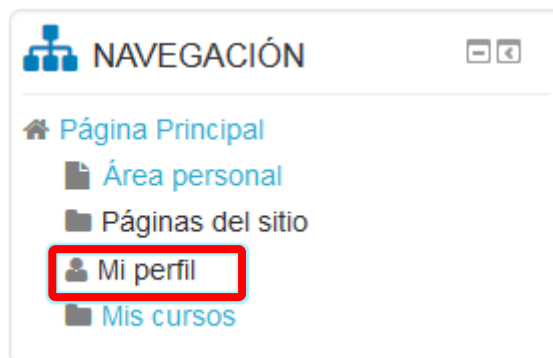 NAVEGACIÓN
Página Principal
Área personal
Páginas del sitio
Mi perfil
Mis cursos